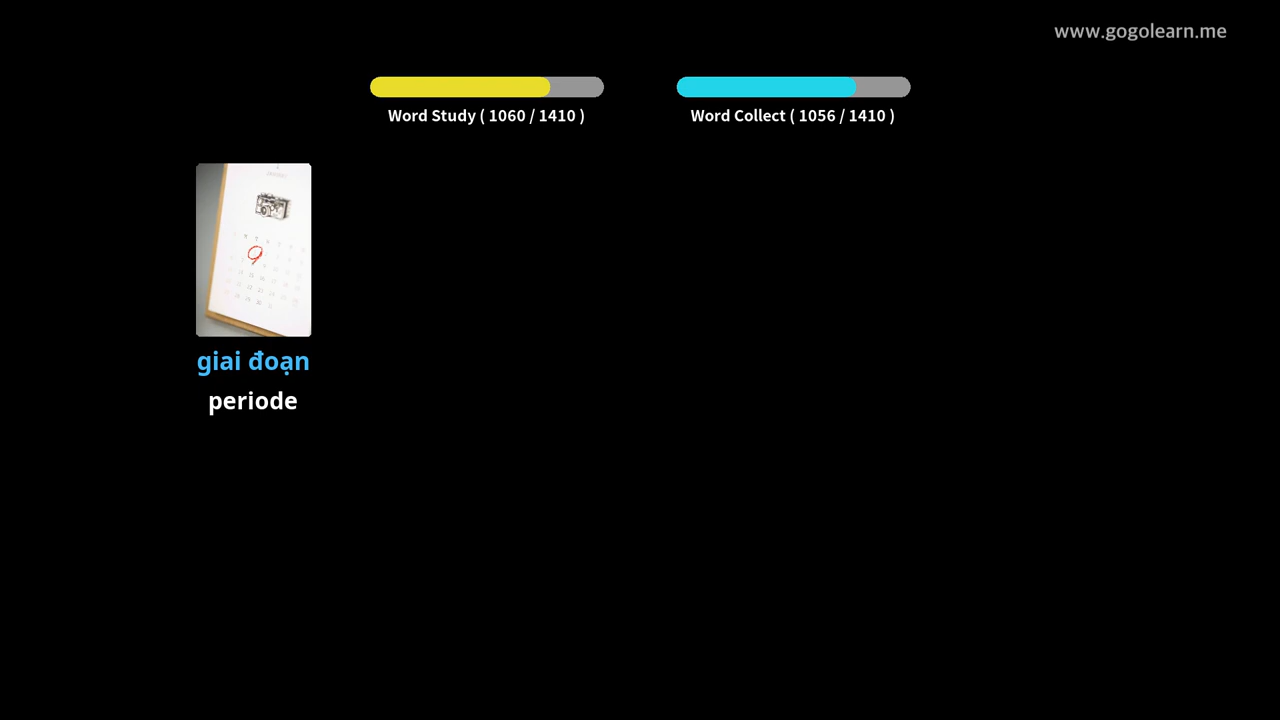 www.gogolearn.me
Word Study ( 1060 / 1410 )
Word Collect ( 1056 / 1410 )
giai đoạn
periode